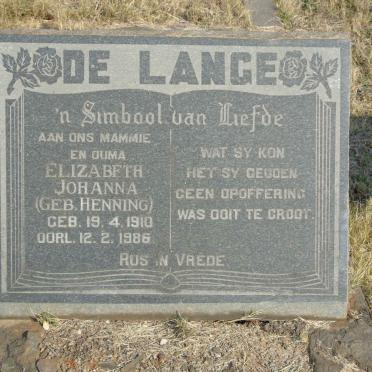 DE LANGE
'n Simbool van Liefde
AAN ONS MAMMIE
EN OUMA
ELIZABETH
JOHANNA
(GEB. HENNING)
GEB. 19.4.1910
OORL. 12.2.1986
WAT SY KON
HET SY GEDOEN
GEEN OPOFFERING
WAS OOIT TE GROOT.
RUS IN VREDE